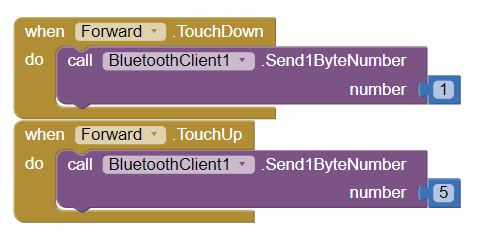 when Forward .TouchDown
do call BluetoothClient1 .Send1ByteNumber
number 1
when Forward .TouchUp
do call BluetoothClient1 .Send1ByteNumber
number 5